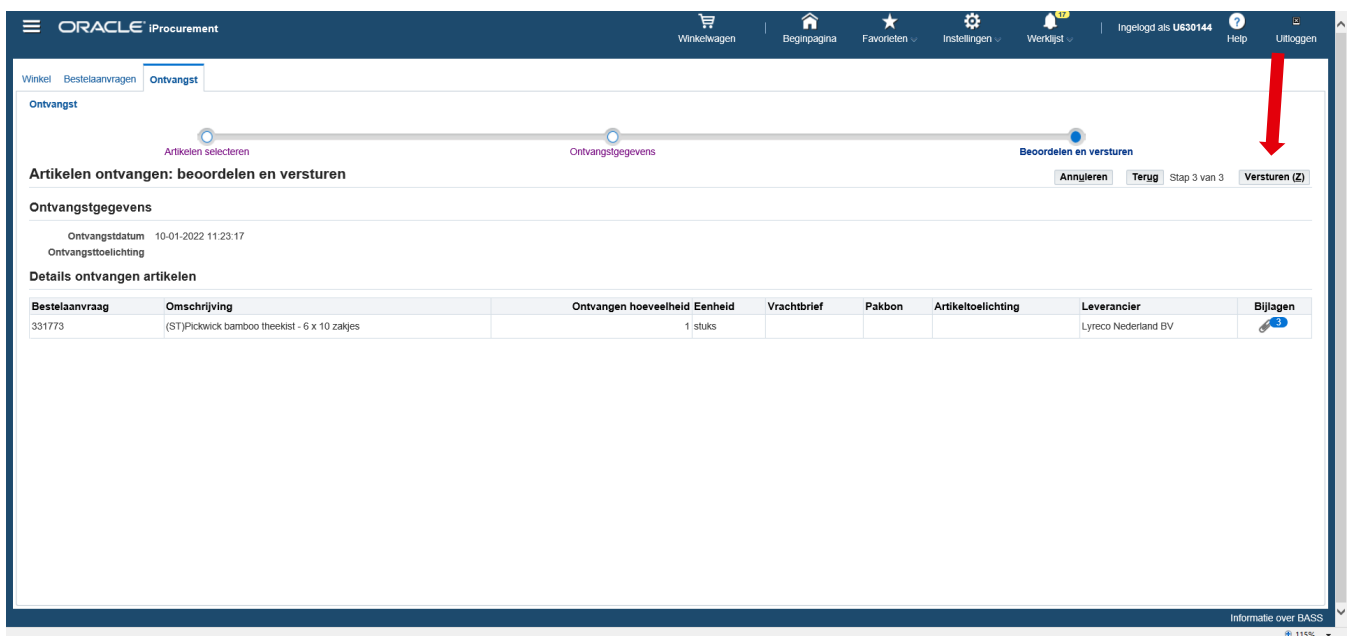 ORACLE iProcurement
17
Winkelwagen
Beginpagina
Favorieten
Instellingen
Werklijst
Ingelogd als U630144
?
Help
Uitloggen
Winkel Bestelaanvragen Ontvangst
Ontvangst
Artikelen selecteren Ontvangstgegevens Beoordelen en versturen
Artikelen ontvangen: beoordelen en versturen
Annuleren Terug Stap 3 van 3 Versturen (Z)
Ontvangstgegevens
Ontvangstdatum 10-01-2022 11:23:17
Ontvangsttoelichting
Details ontvangen artikelen
Bestelaanvraag Omschrijving Ontvangen hoeveelheid Eenheid Vrachtbrief Pakbon Artikeltoelichting Leverancier Bijlagen
331773 (ST)Pickwick bamboo theekist - 6 x 10 zakjes 1 stuks Lyreco Nederland BV 3
Informatie over BASS
115%